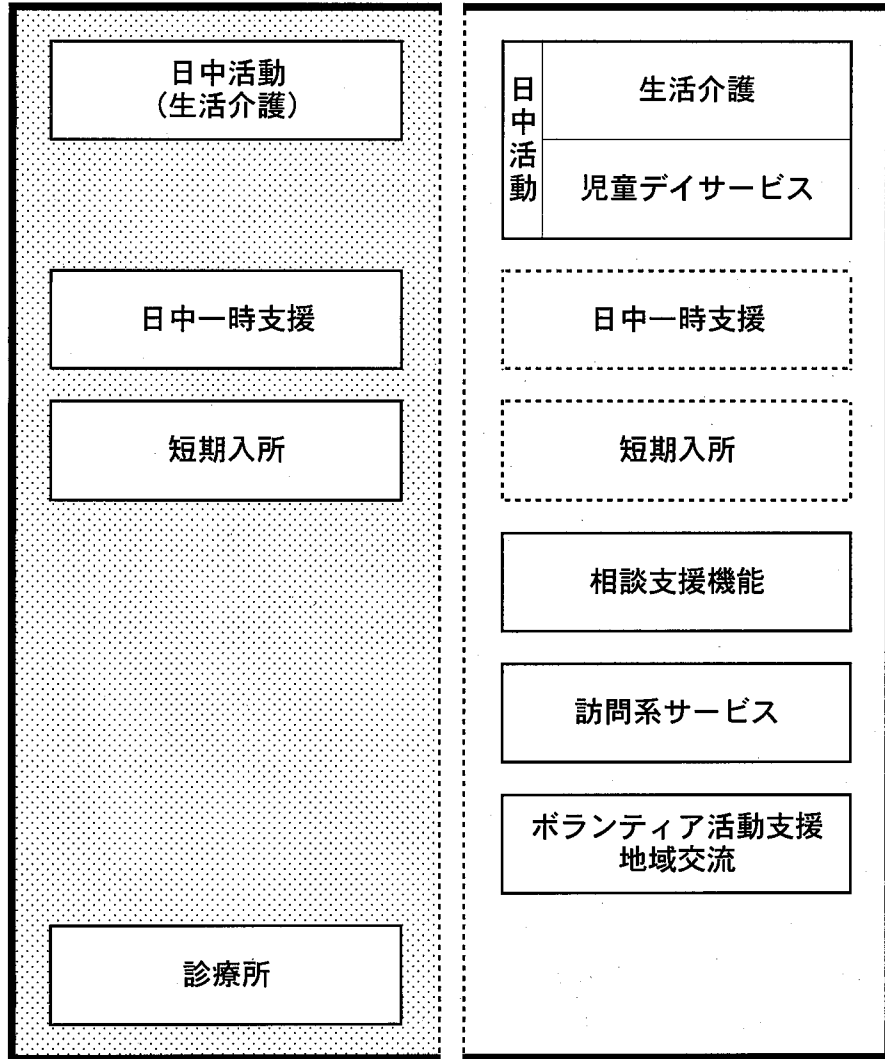 日中活動
（生活介護）
日中一時支援
短期入所
診療所
日中活動
生活介護
児童デイサービス
日中一時支援
短期入所
相談支援機能
訪問系サービス
ボランティア活動支援
地域交流